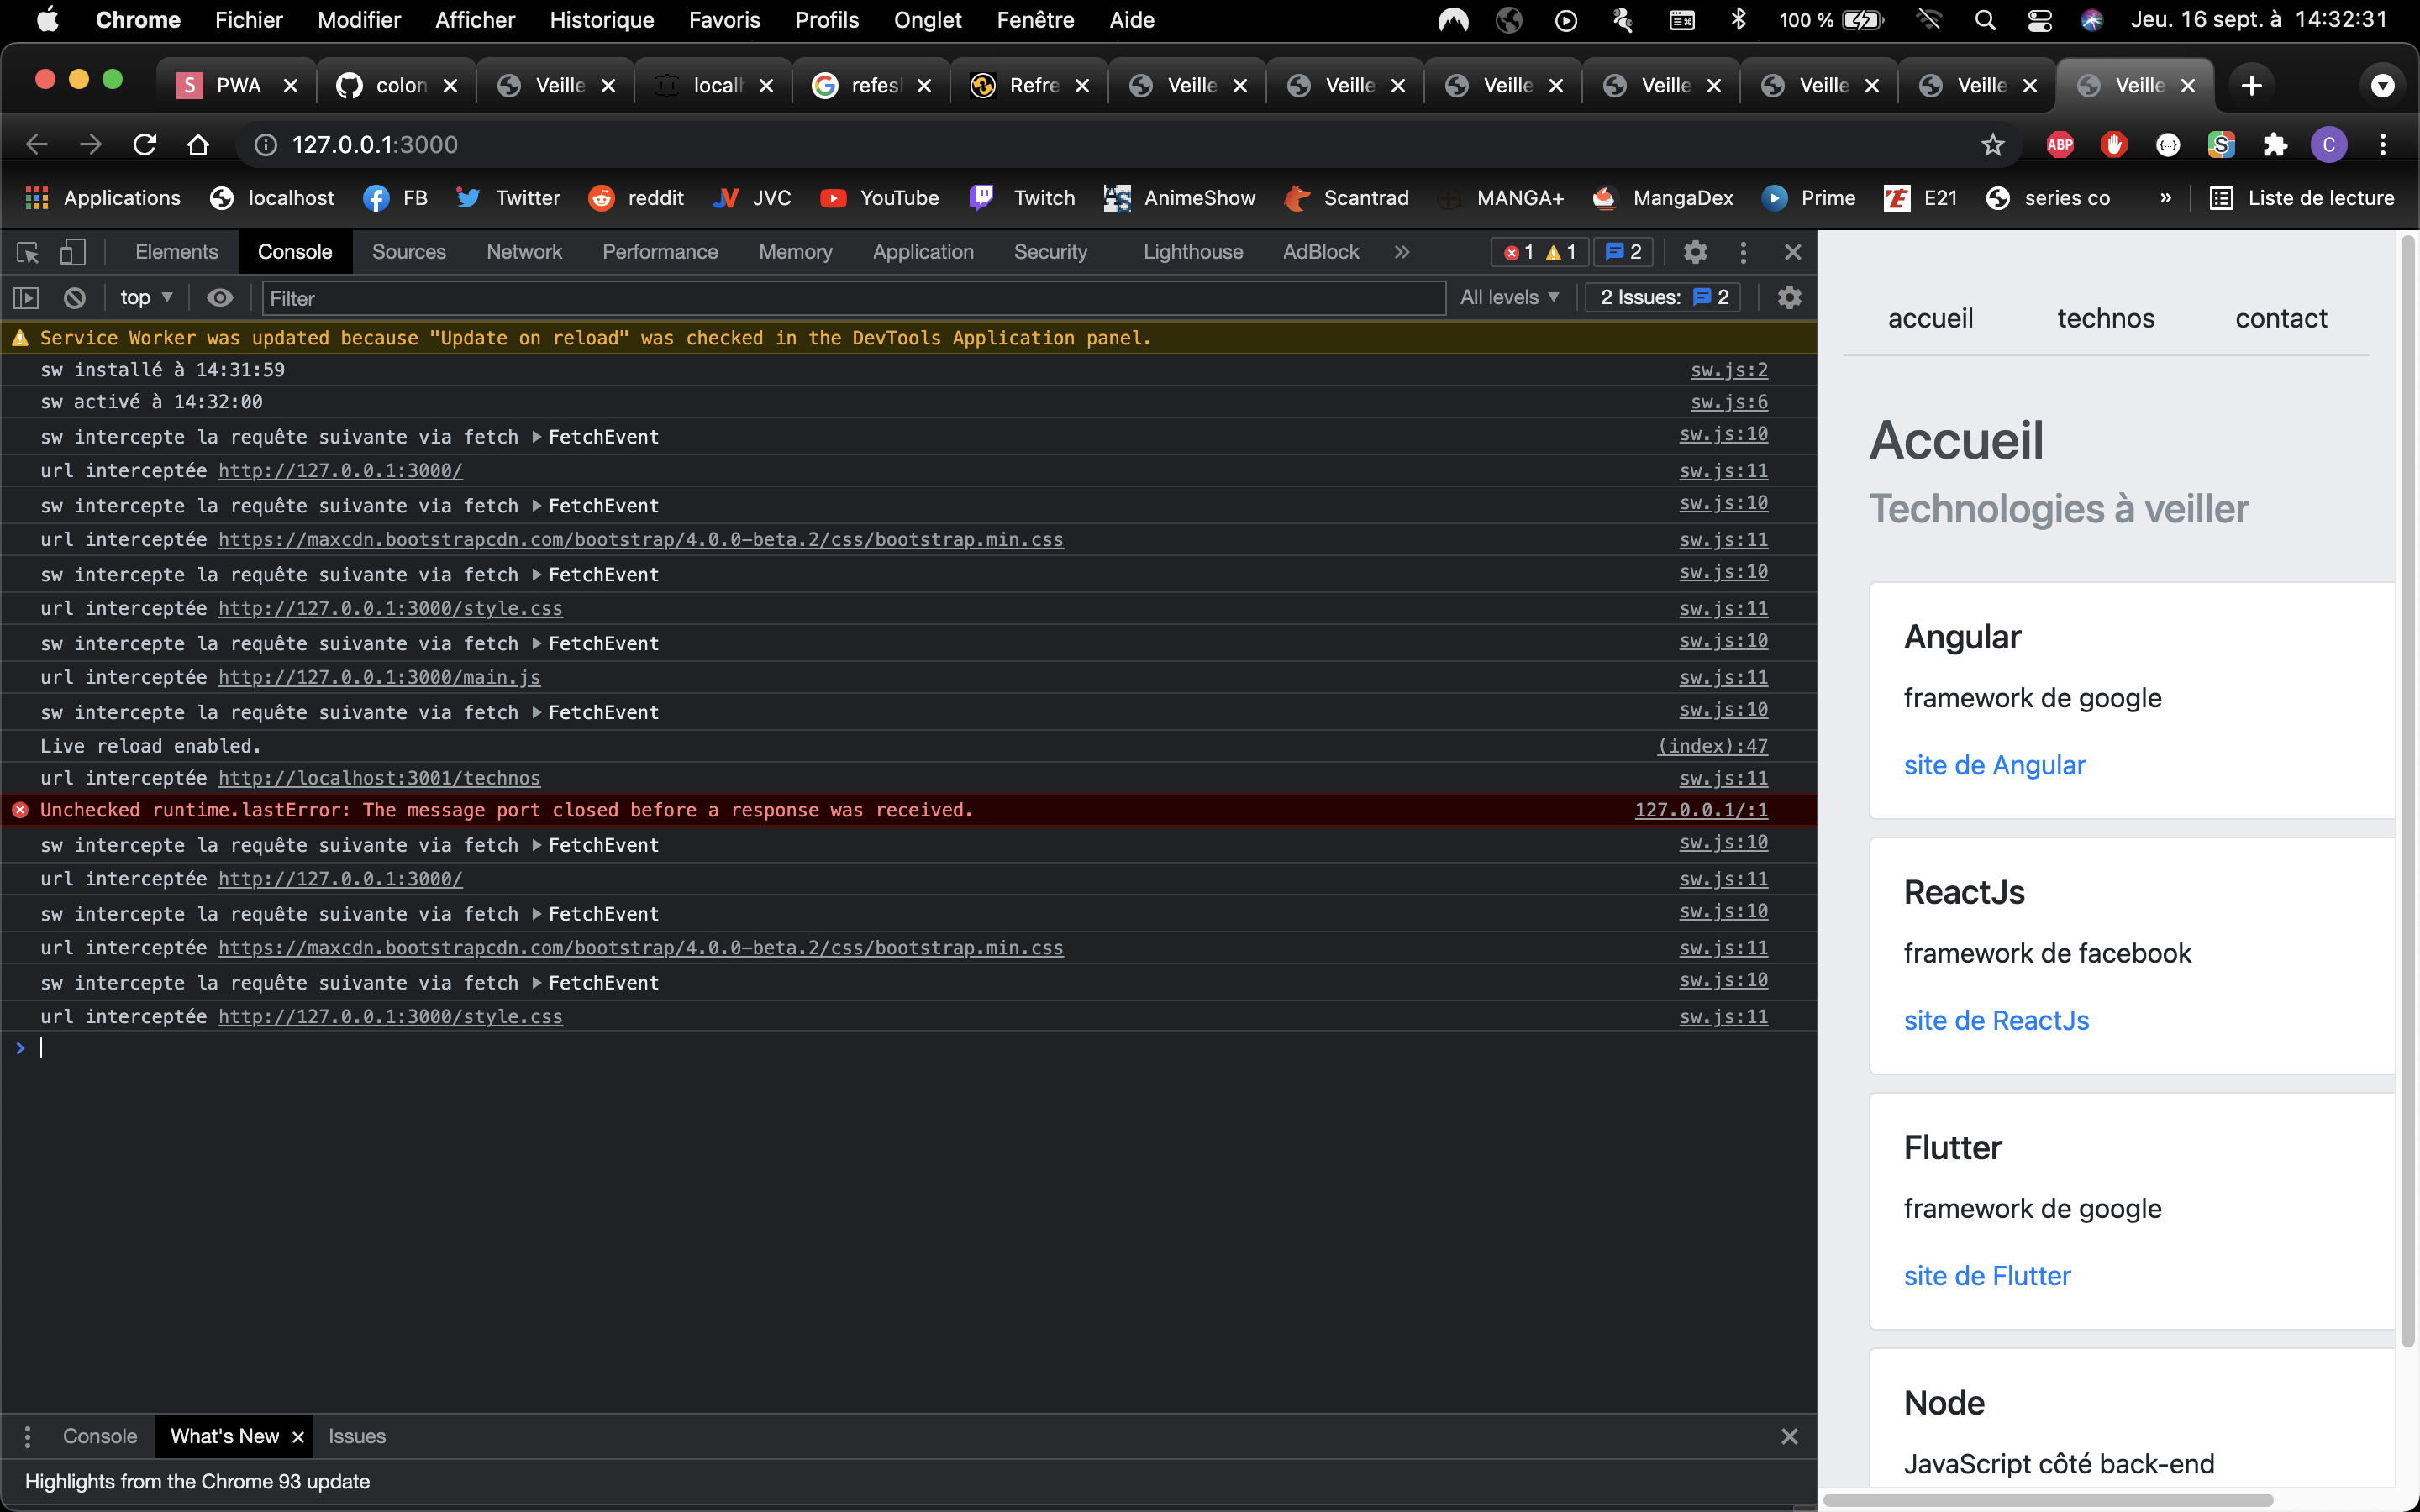 Chrome Fichier Modifier Afficher Historique Favoris Profils Onglet Fenêtre Aide 100 % Jeu. 16 sept. à 14:32:31
S PWA colon Veille localh refesl Refre Veille Veille Veille Veille Veille Veille Veille
127.0.0.1:3000 ABP S C
Applications localhost FB Twitter reddit JVC YouTube Twitch AnimeShow Scantrad MANGA+ MangaDex Prime E21 series co » Liste de lecture
Elements Console Sources Network Performance Memory Application Security Lighthouse AdBlock » 1 1 2
top Filter All levels 2 Issues: 2
Service Worker was updated because "Update on reload" was checked in the DevTools Application panel.
sw installé à 14:31:59 sw.js:2
sw activé à 14:32:00 sw.js:6
sw intercepte la requête suivante via fetch FetchEvent sw.js:10
url interceptée http://127.0.0.1:3000/ sw.js:11
sw intercepte la requête suivante via fetch FetchEvent sw.js:10
url interceptée https://maxcdn.bootstrapcdn.com/bootstrap/4.0.0-beta.2/css/bootstrap.min.css sw.js:11
sw intercepte la requête suivante via fetch FetchEvent sw.js:10
url interceptée http://127.0.0.1:3000/style.css sw.js:11
sw intercepte la requête suivante via fetch FetchEvent sw.js:10
url interceptée http://127.0.0.1:3000/main.js sw.js:11
sw intercepte la requête suivante via fetch FetchEvent sw.js:10
Live reload enabled. (index):47
url interceptée http://localhost:3001/technos sw.js:11
Unchecked runtime.lastError: The message port closed before a response was received. 127.0.0.1/:1
sw intercepte la requête suivante via fetch FetchEvent sw.js:10
url interceptée http://127.0.0.1:3000/ sw.js:11
sw intercepte la requête suivante via fetch FetchEvent sw.js:10
url interceptée https://maxcdn.bootstrapcdn.com/bootstrap/4.0.0-beta.2/css/bootstrap.min.css sw.js:11
sw intercepte la requête suivante via fetch FetchEvent sw.js:10
url interceptée http://127.0.0.1:3000/style.css sw.js:11
Console What's New Issues
Highlights from the Chrome 93 update
accueil technos contact
Accueil
Technologies à veiller
Angular
framework de google
site de Angular
ReactJs
framework de facebook
site de ReactJs
Flutter
framework de google
site de Flutter
Node
JavaScript côté back-end